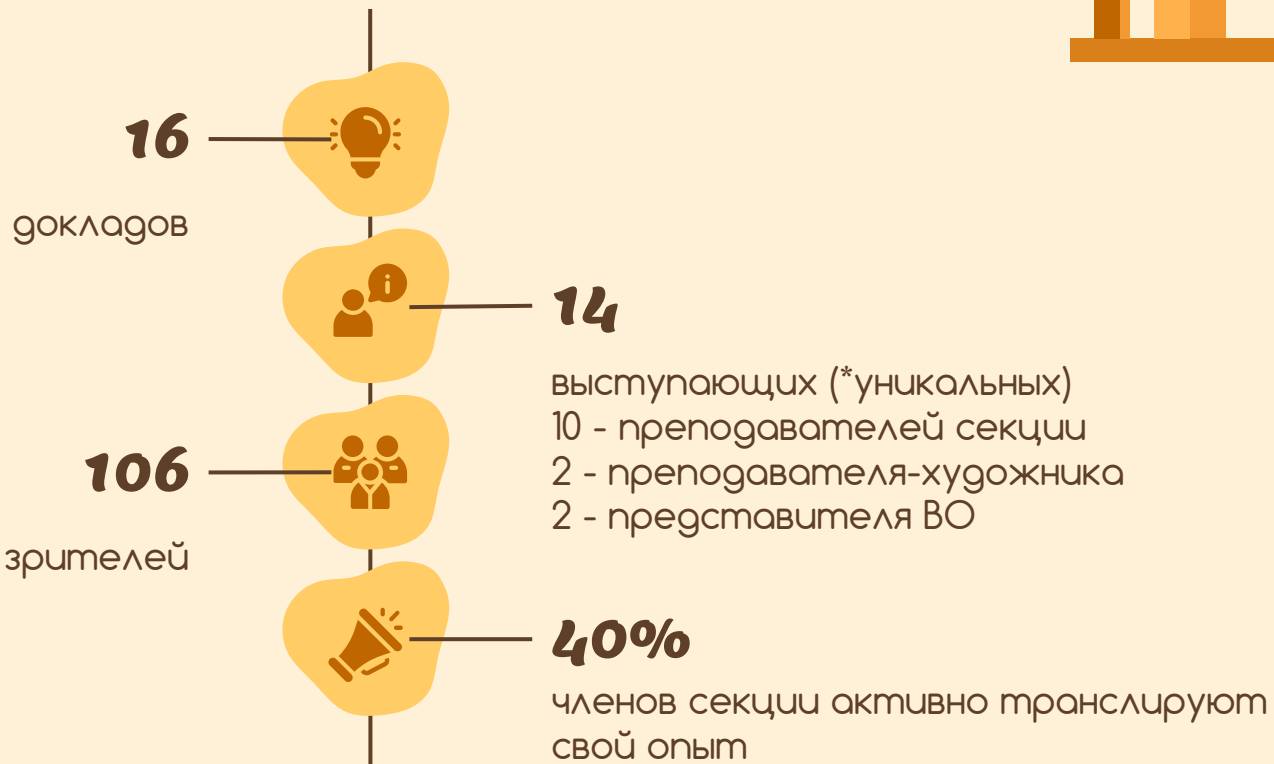 16
докладов
14
выступающих (*уникальных)
10 - преподавателей секции
2 - преподавателя-художника
2 - представителя ВО
106
зрителей
40%
членов секции активно транслируют
свой опыт